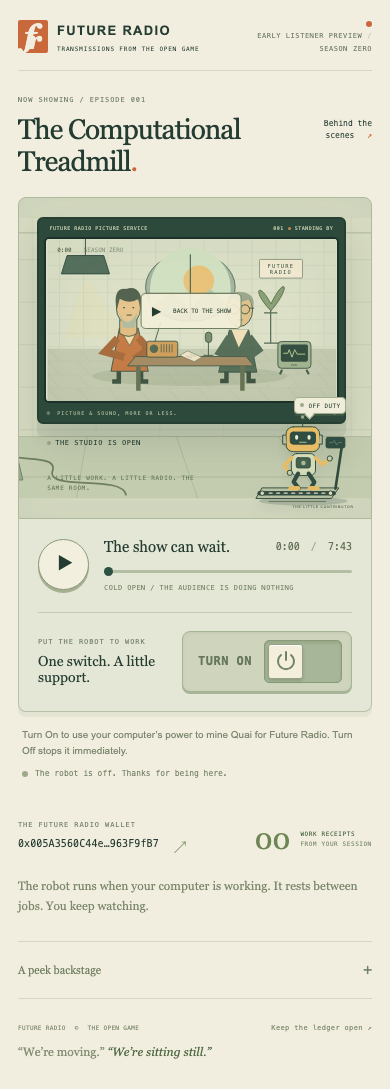 FUTURE RADIO
TRANSMISSIONS FROM THE OPEN GAME
EARLY LISTENER PREVIEW /
SEASON ZERO
NOW SHOWING / EPISODE 001
The Computational
Treadmill.
Behind the
scenes ↗
FUTURE RADIO PICTURE SERVICE
001 STANDING BY
0:00 SEASON ZERO
FUTURE
RADIO
BACK TO THE SHOW
PICTURE & SOUND, MORE OR LESS.
OFF DUTY
THE STUDIO IS OPEN
A LITTLE WORK. A LITTLE RADIO. THE
SAME ROOM.
THE LITTLE CONTRIBUTOR
The show can wait.
0:00 / 7:43
COLD OPEN / THE AUDIENCE IS DOING NOTHING
PUT THE ROBOT TO WORK
One switch. A little
support.
TURN ON
Turn On to use your computer's power to mine Quai for Future Radio. Turn
Off stops it immediately.
The robot is off. Thanks for being here.
THE FUTURE RADIO WALLET
0x005A3560C44e…963F9fB7 ↗
00
WORK RECEIPTS
FROM YOUR SESSION
The robot runs when your computer is working. It rests between
jobs. You keep watching.
A peek backstage +
FUTURE RADIO © THE OPEN GAME
Keep the ledger open ↗
“We’re moving.” “We’re sitting still.”